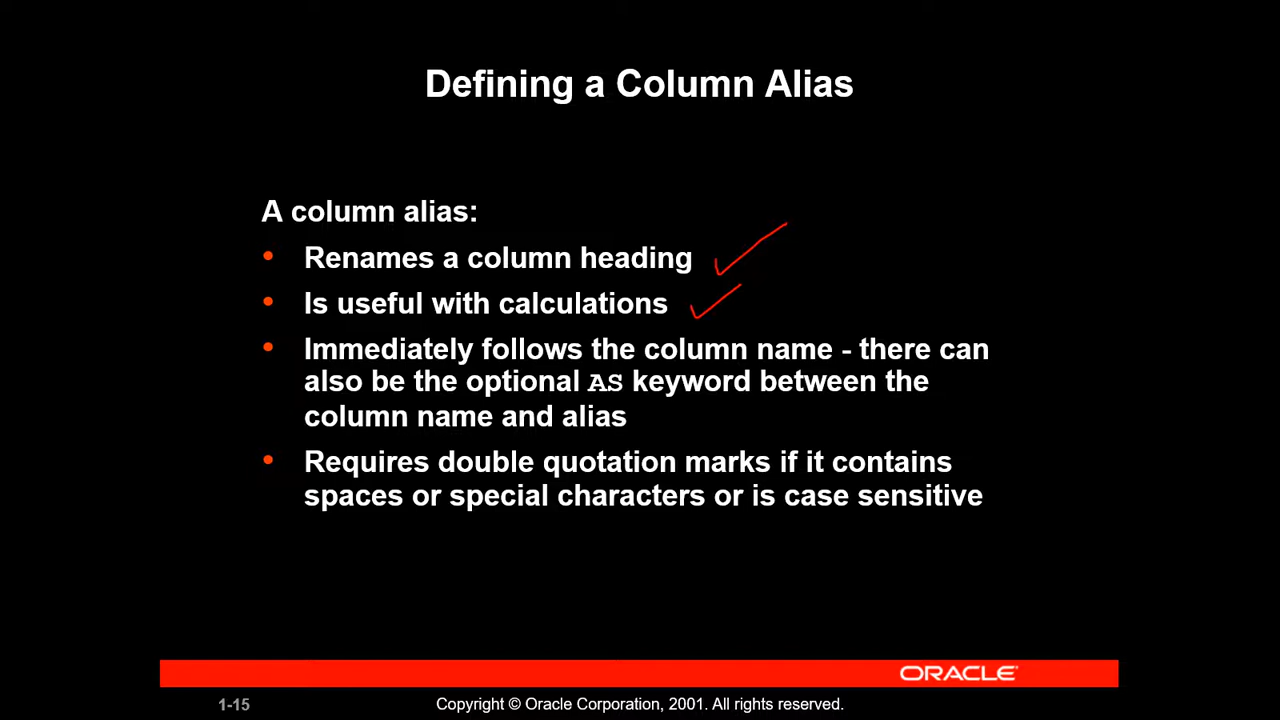 Defining a Column Alias
A column alias:
• Renames a column heading
• Is useful with calculations
• Immediately follows the column name - there can
also be the optional AS keyword between the
column name and alias
• Requires double quotation marks if it contains
spaces or special characters or is case sensitive
ORACLE®
1-15
Copyright © Oracle Corporation, 2001. All rights reserved.